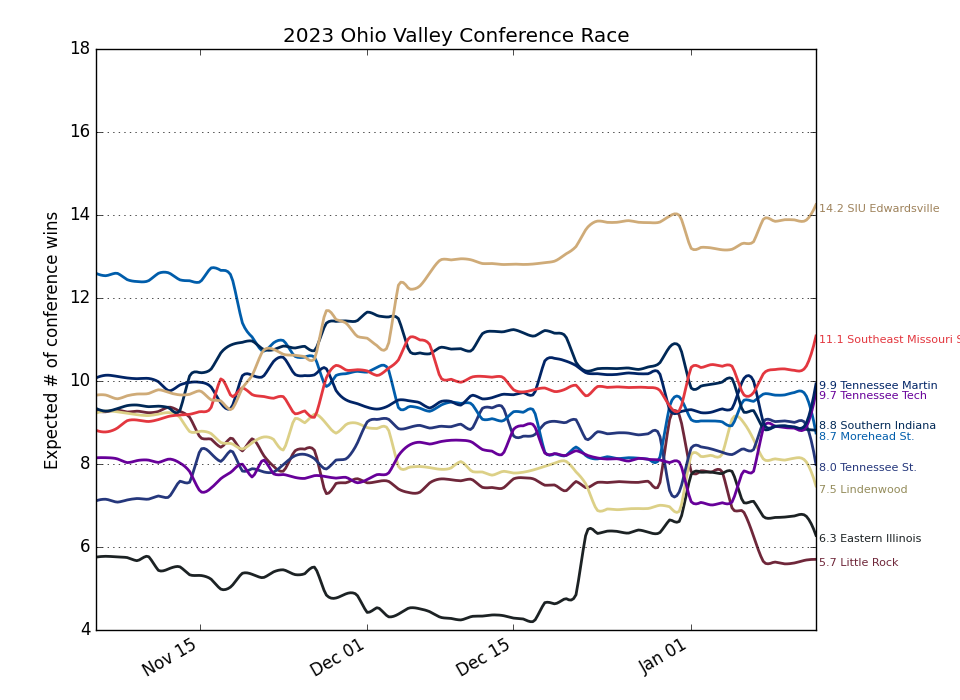 2023 Ohio Valley Conference Race
Expected # of conference wins
18
16
14
12
10
8
6
4
Nov 15
Dec 01
Dec 15
Jan 01
14.2 SIU Edwardsville
11.1 Southeast Missouri S
9.9 Tennessee Martin
9.7 Tennessee Tech
8.8 Southern Indiana
8.7 Morehead St.
8.0 Tennessee St.
7.5 Lindenwood
6.3 Eastern Illinois
5.7 Little Rock